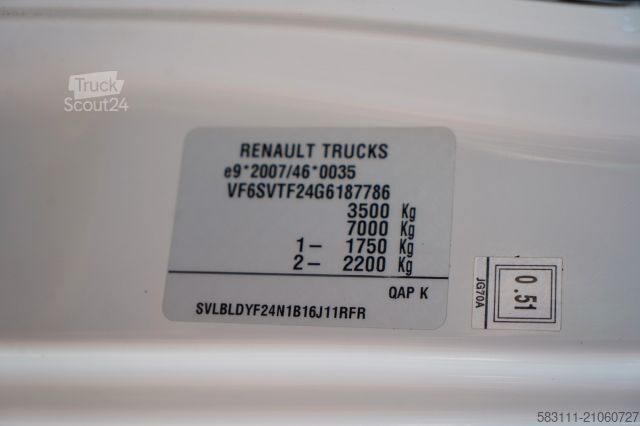 Truck
Scout24
RENAULT TRUCKS
e9*2007/46*0035
VF6SVTF24G6187786
3500 Kg
7000 Kg
1- 1750 Kg
2- 2200 Kg
QAP K
SVLBLDYF24N1B16J11RFR
JG70A
0.51
583111-21060727